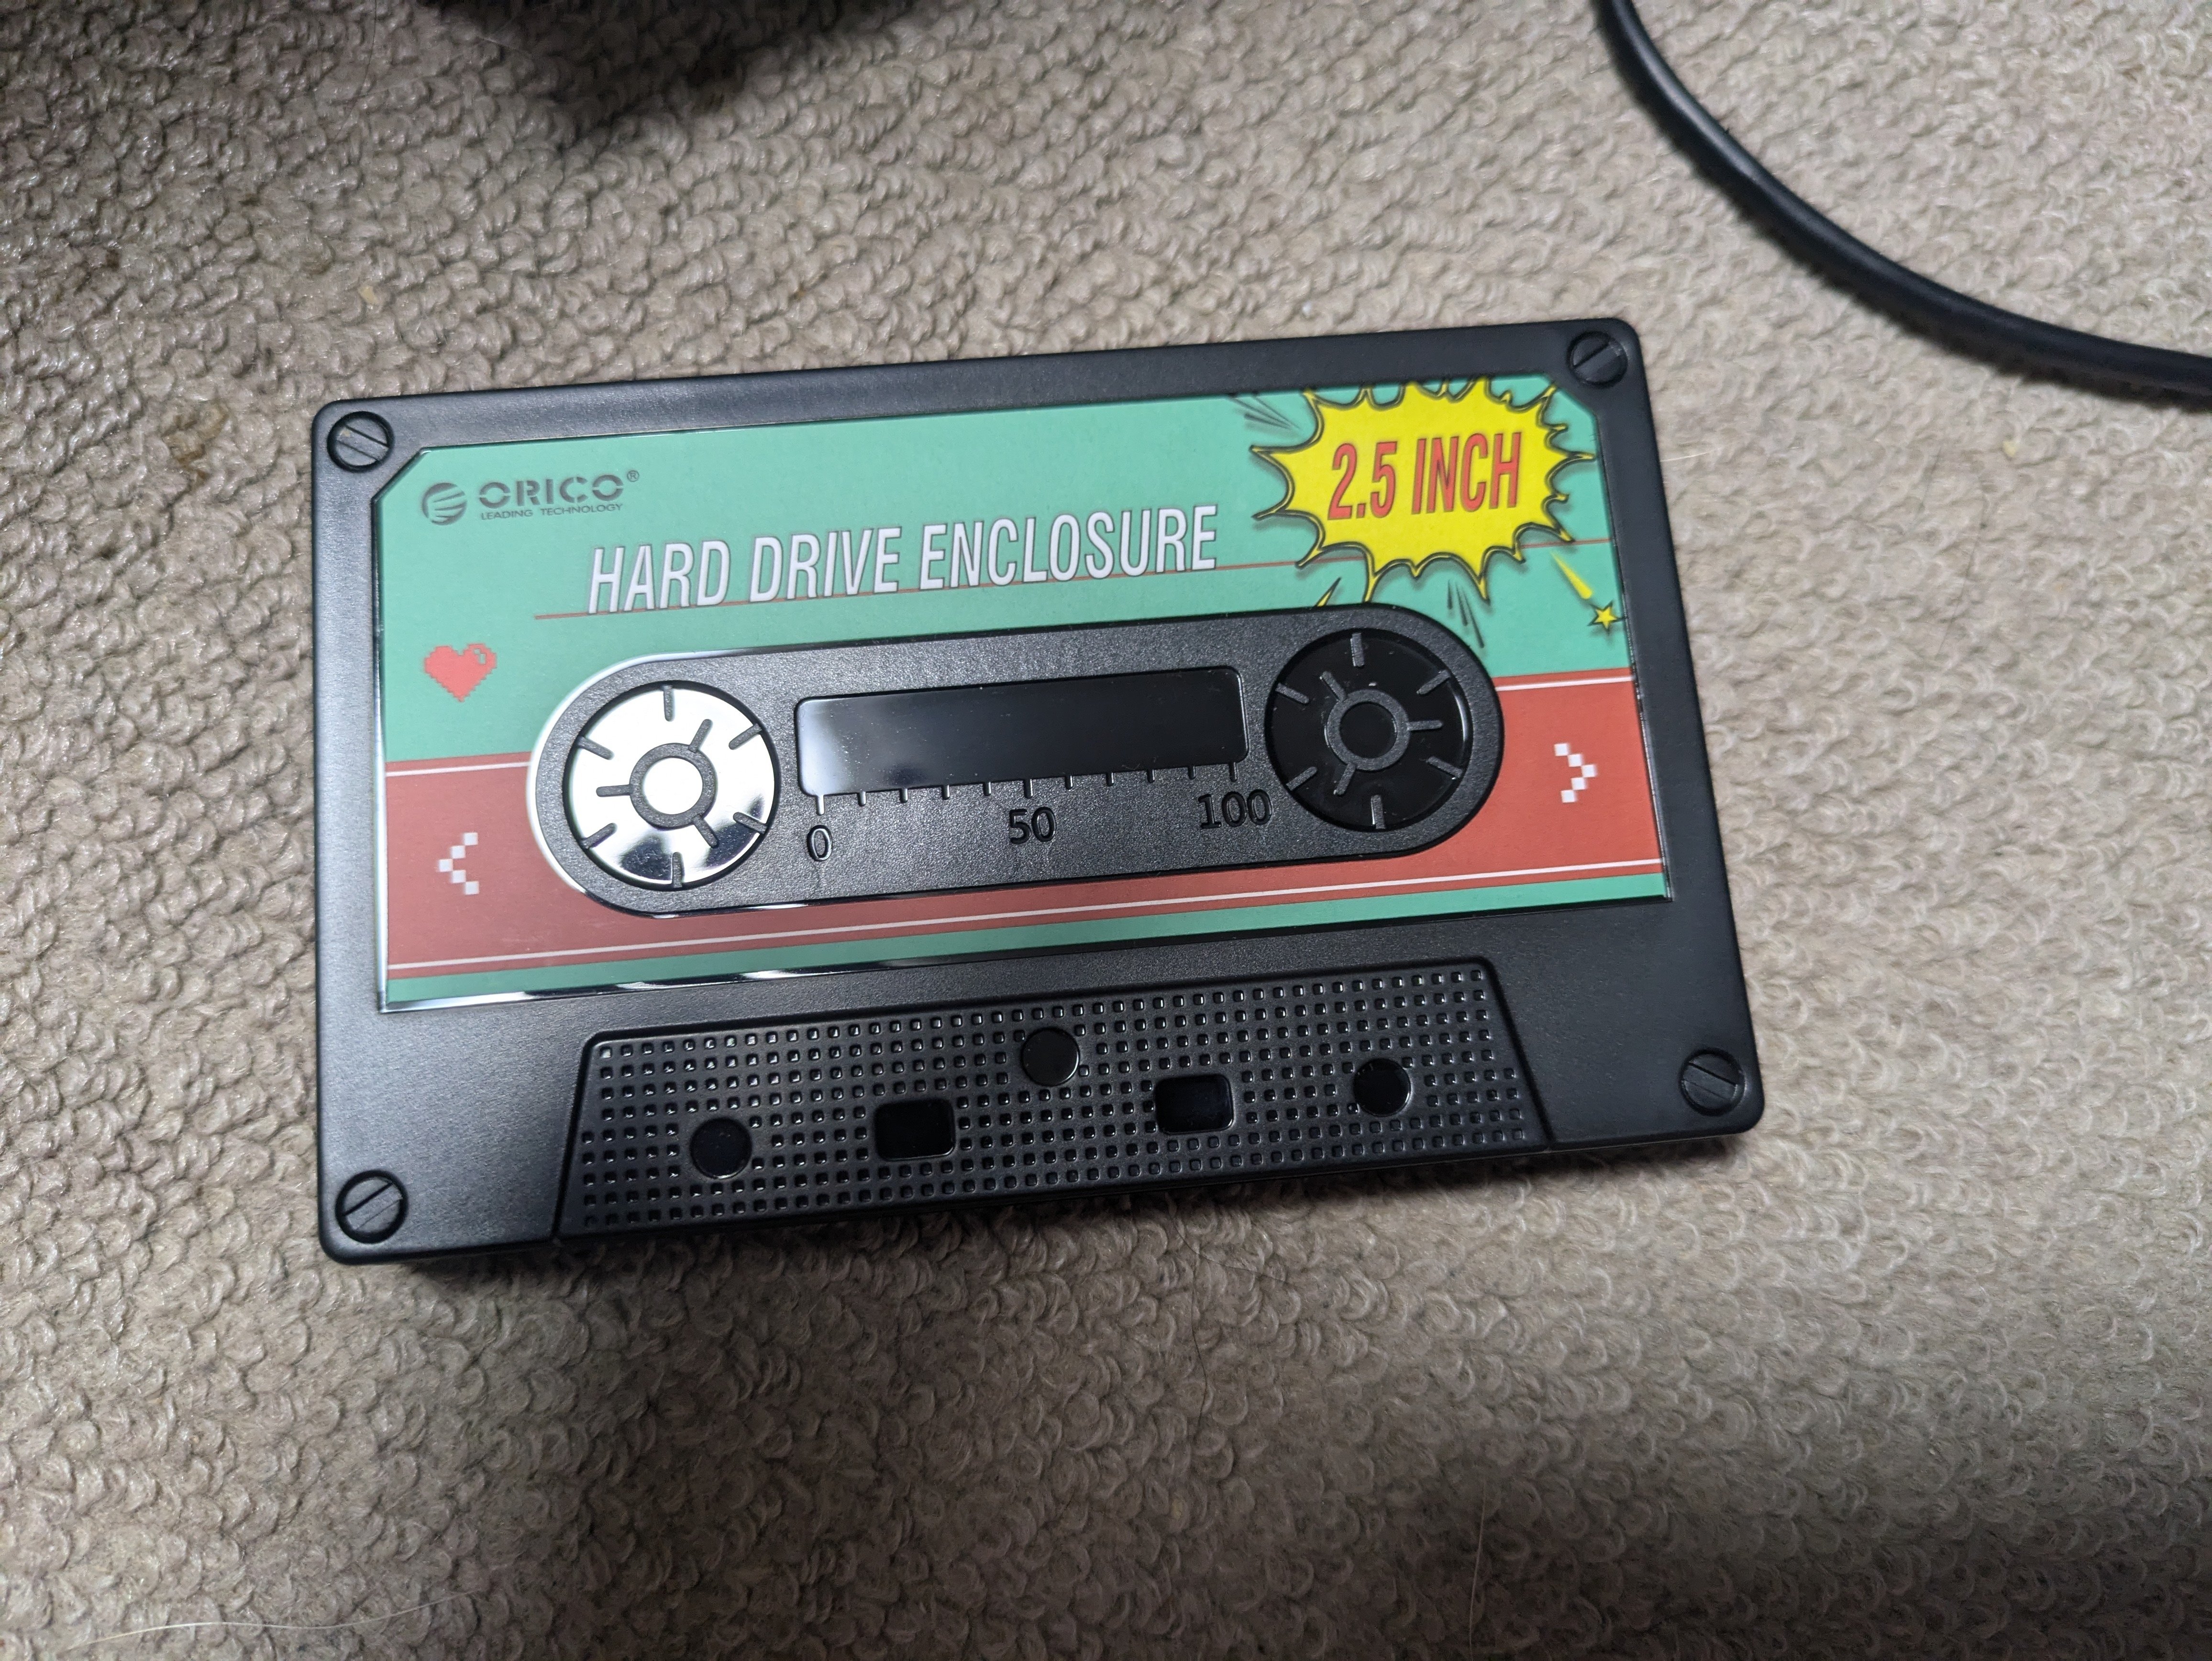 ORICO®
LEADING TECHNOLOGY
2.5 INCH
HARD DRIVE ENCLOSURE
0 50 100